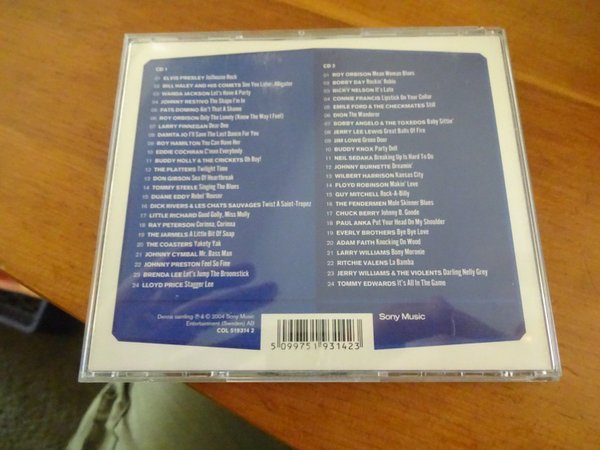 CD 1
01 ELVIS PRESLEY Jailhouse Rock
02 BILL HALEY AND HIS COMETS See You Later, Alligator
03 WANDA JACKSON Let's Have A Party
04 JOHNNY RESTIVO The Shape I'm In
05 FATS DOMINO Ain't That A Shame
06 ROY ORBISON Only The Lonely (Know The Way I Feel)
07 LARRY FINNEGAN Dear One
08 DAMITA JO I'll Save The Last Dance For You
09 ROY HAMILTON You Can Have Her
10 EDDIE COCHRAN C'mon Everybody
11 BUDDY HOLLY & THE CRICKETS Oh Boy!
12 THE PLATTERS Twilight Time
13 DON GIBSON Sea Of Heartbreak
14 TOMMY STEELE Singing The Blues
15 DUANE EDDY Rebel 'Rouser
16 DICK RIVERS & LES CHATS SAUVAGES Twist A Saint-Tropez
17 LITTLE RICHARD Good Golly, Miss Molly
18 RAY PETERSON Corinna, Corinna
19 THE JARMELS A Little Bit Of Soap
20 THE COASTERS Yakety Yak
21 JOHNNY CYMBAL Mr. Bass Man
22 JOHNNY PRESTON Feel So Fine
23 BRENDA LEE Let's Jump The Broomstick
24 LLOYD PRICE Stagger Lee
CD 2
01 ROY ORBISON Mean Woman Blues
02 BOBBY DAY Rockin' Robin
03 RICKY NELSON It's Late
04 CONNIE FRANCIS Lipstick On Your Collar
05 EMILE FORD & THE CHECKMATES Still
06 DION The Wanderer
07 BOBBY ANGELO & THE TUXEDOS Baby Sittin'
08 JERRY LEE LEWIS Great Balls Of Fire
09 JIM LOWE Green Door
10 BUDDY KNOX Party Doll
11 NEIL SEDAKA Breaking Up Is Hard To Do
12 JOHNNY BURNETTE Dreamin'
13 WILBERT HARRISON Kansas City
14 FLOYD ROBINSON Makin' Love
15 GUY MITCHELL Rock-A-Billy
16 THE FENDERMEN Mule Skinner Blues
17 CHUCK BERRY Johnny B. Goode
18 PAUL ANKA Put Your Head On My Shoulder
19 EVERLY BROTHERS Bye Bye Love
20 ADAM FAITH Knocking On Wood
21 LARRY WILLIAMS Bony Moronie
22 RITCHIE VALENS La Bamba
23 JERRY WILLIAMS & THE VIOLENTS Darling Nelly Grey
24 TOMMY EDWARDS It's All In The Game
Denna samling ℗ & © 2004 Sony Music
Entertainment (Sweden) AB
COL 519314 2
5 099751 931423
Sony Music